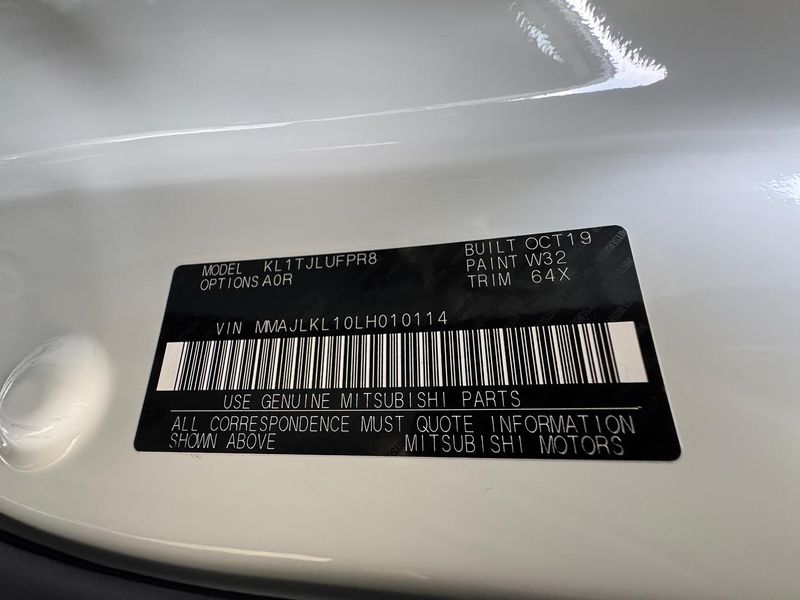 MODEL KL1TJLUFPR8 BUILT OCT19
OPTIONS A0R PAINT W32
TRIM 64X
VIN MMAJLKL10LH010114
USE GENUINE MITSUBISHI PARTS
ALL CORRESPONDENCE MUST QUOTE INFORMATION
SHOWN ABOVE MITSUBISHI MOTORS